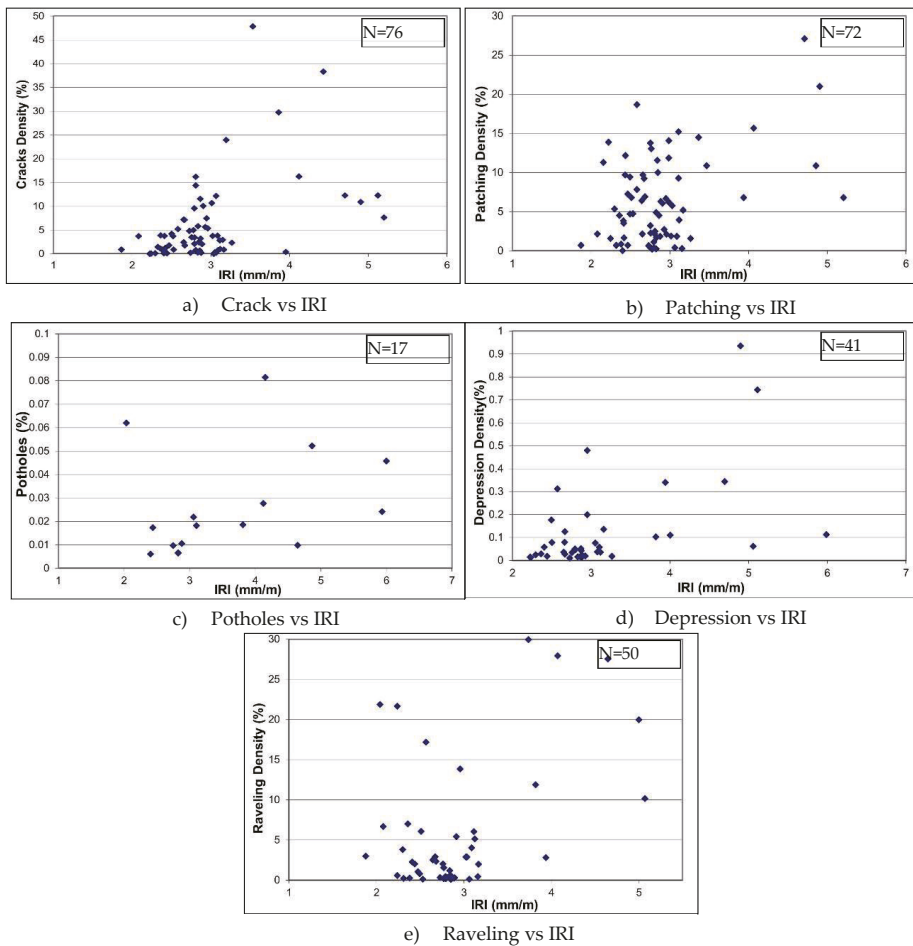 50
45
40
35
30
25
20
15
10
5
0
1 2 3 4 5 6
Cracks Density (%)
IRI (mm/m)
N=76
a) Crack vs IRI
30
25
20
15
10
5
0
1 2 3 4 5 6
Patching Density (%)
IRI (mm/m)
N=72
b) Patching vs IRI
0.1
0.09
0.08
0.07
0.06
0.05
0.04
0.03
0.02
0.01
0
1 2 3 4 5 6 7
Potholes (%)
IRI (mm/m)
N=17
c) Potholes vs IRI
1
0.9
0.8
0.7
0.6
0.5
0.4
0.3
0.2
0.1
0
2 3 4 5 6 7
Depression Density(%)
IRI (mm/m)
N=41
d) Depression vs IRI
30
25
20
15
10
5
0
1 2 3 4 5
Raveling Density (%)
IRI (mm/m)
N=50
e) Raveling vs IRI